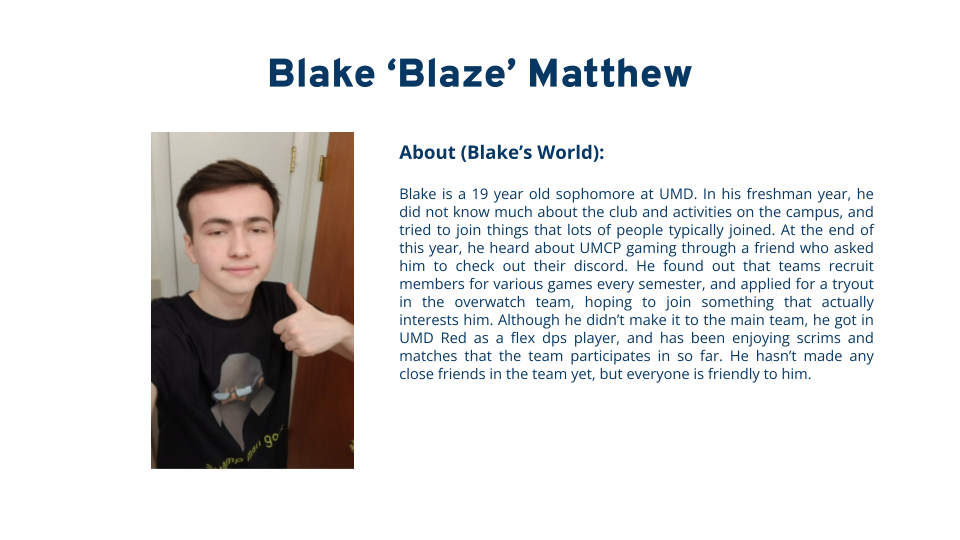 Blake ‘Blaze’ Matthew
About (Blake’s World):
Blake is a 19 year old sophomore at UMD. In his freshman year, he
did not know much about the club and activities on the campus, and
tried to join things that lots of people typically joined. At the end of
this year, he heard about UMCP gaming through a friend who asked
him to check out their discord. He found out that teams recruit
members for various games every semester, and applied for a tryout
in the overwatch team, hoping to join something that actually
interests him. Although he didn’t make it to the main team, he got in
UMD Red as a flex dps player, and has been enjoying scrims and
matches that the team participates in so far. He hasn’t made any
close friends in the team yet, but everyone is friendly to him.